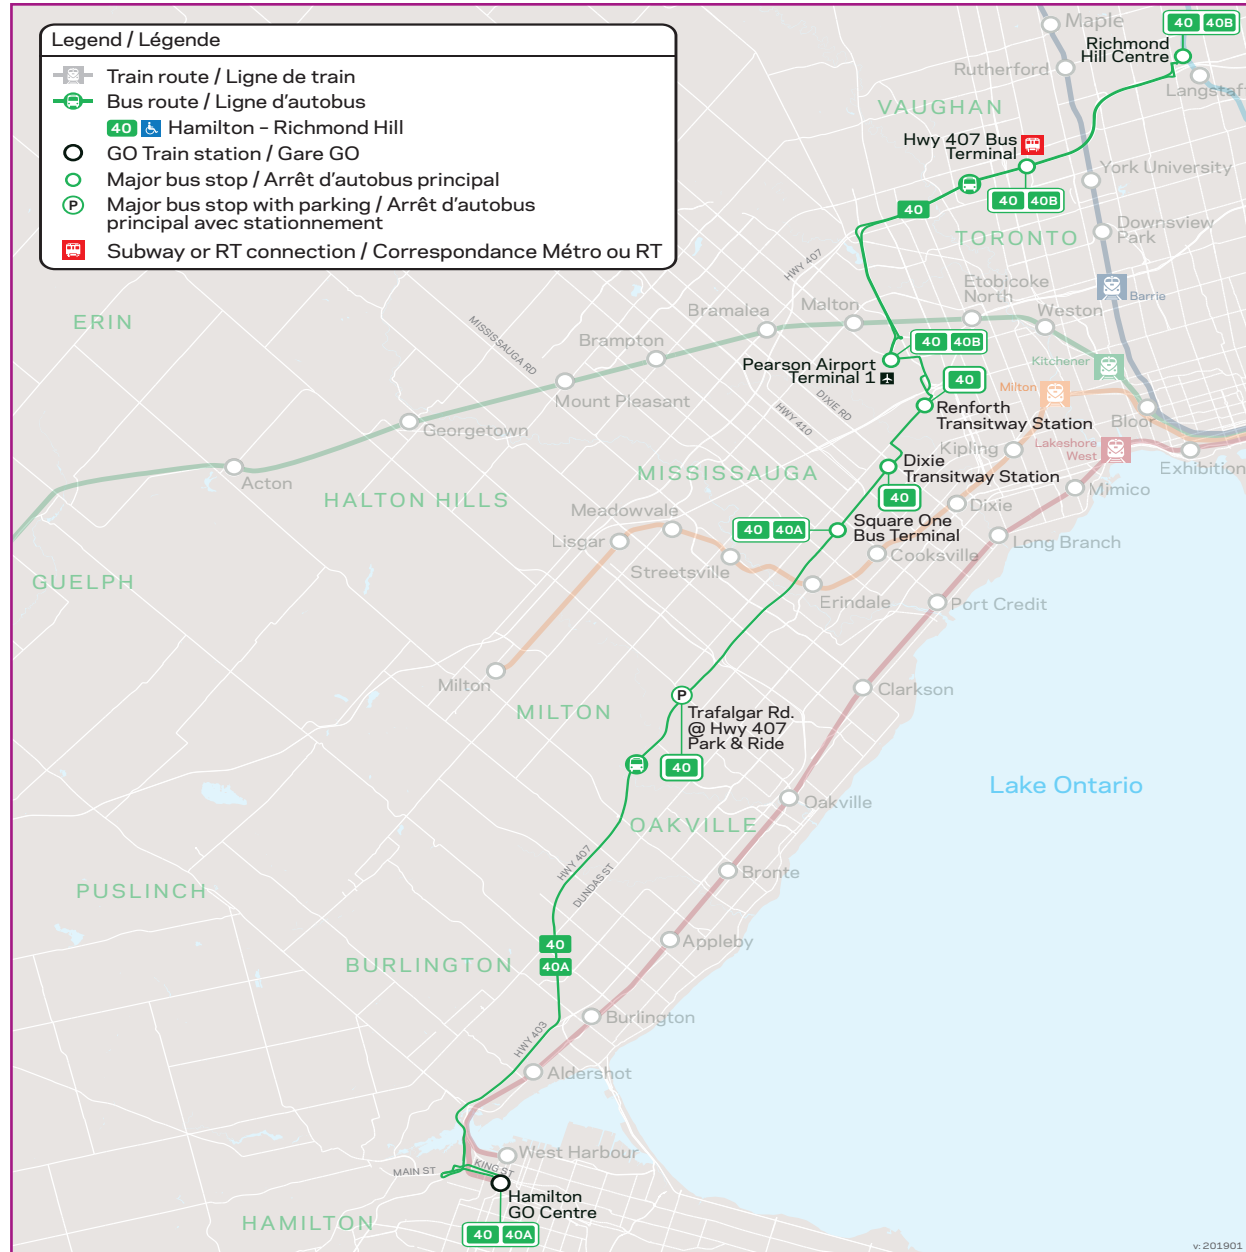 Legend / Légende
Train route / Ligne de train
Bus route / Ligne d'autobus
40 Hamilton – Richmond Hill
GO Train station / Gare GO
Major bus stop / Arrêt d'autobus principal
P Major bus stop with parking / Arrêt d'autobus
principal avec stationnement
Subway or RT connection / Correspondance Métro ou RT
40 40B
Maple
Richmond
Hill Centre
Rutherford
Langstaff
VAUGHAN
Hwy 407 Bus
Terminal
York University
40 40B
40
Downsview
Park
TORONTO
HWY 407
Etobicoke
North
Barrie
Bramalea
Malton
Weston
ERIN
MISSISSAUGA RD
Brampton
40 40B
Kitchener
Pearson Airport
Terminal 1
40
Milton
Mount Pleasant
DIXIE RD
HWY 410
Renforth
Transitway Station
Bloor
Georgetown
Kipling
Lakeshore
West
Exhibition
Acton
MISSISSAUGA
Dixie
Transitway Station
Mimico
HALTON HILLS
40
Dixie
Meadowvale
40 40A
Square One
Bus Terminal
Lisgar
Long Branch
Cooksville
Streetsville
GUELPH
Erindale
Port Credit
Milton
Clarkson
P
MILTON
Trafalgar Rd.
@ Hwy 407
Park & Ride
40
Lake Ontario
Oakville
OAKVILLE
HWY 407
DUNDAS ST
Bronte
PUSLINCH
40
40A
Appleby
BURLINGTON
Burlington
HWY 403
Aldershot
West Harbour
MAIN ST
KING ST
Hamilton
GO Centre
HAMILTON
40 40A
v: 201901